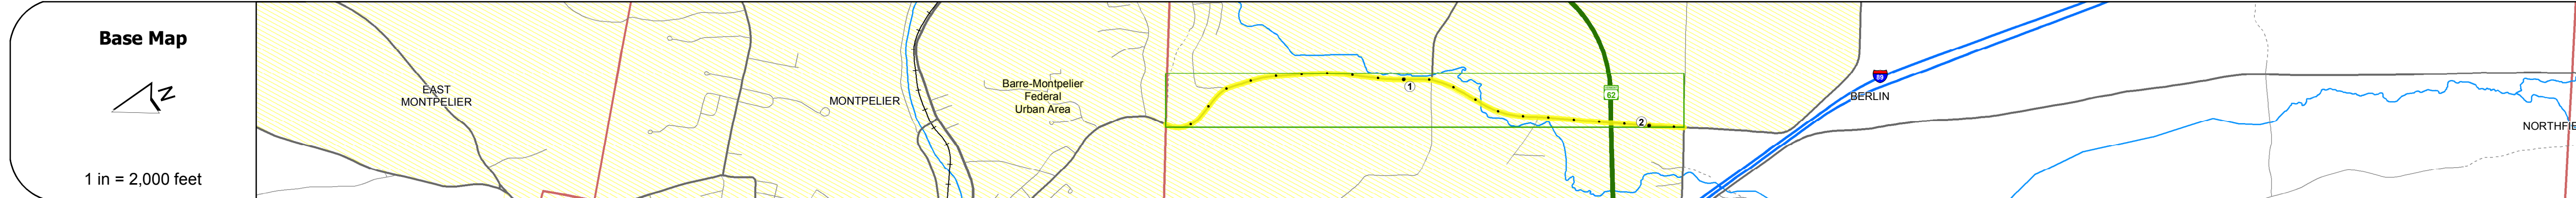 Base Map
N
1 in = 2,000 feet
EAST
MONTPELIER
MONTPELIER
Barre-Montpelier
Federal
Urban Area
1
62
2
89
BERLIN
NORTHFIE